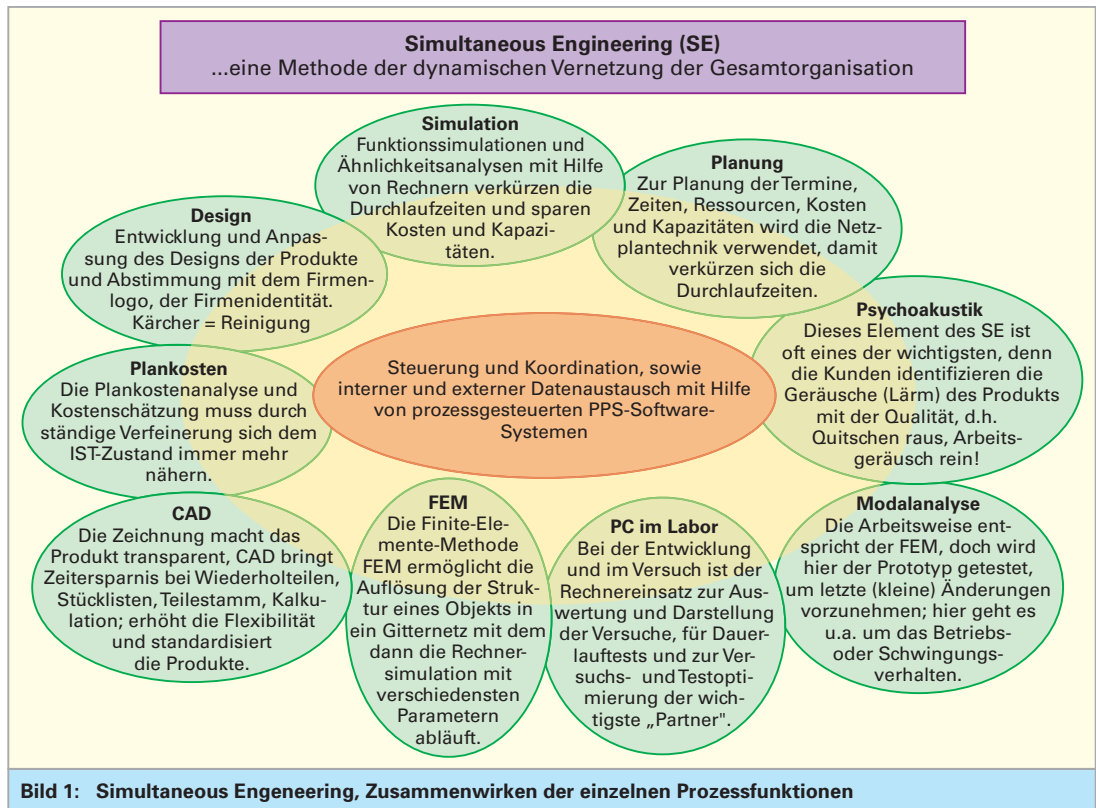 Simultaneous Engineering (SE)
...eine Methode der dynamischen Vernetzung der Gesamtorganisation
Simulation
Funktionssimulationen und
Ähnlichkeitsanalysen mit Hilfe
von Rechnern verkürzen die
Durchlaufzeiten und sparen
Kosten und Kapazi-
täten.
Planung
Zur Planung der Termine,
Zeiten, Ressourcen, Kosten
und Kapazitäten wird die Netz-
plantechnik verwendet, damit
verkürzen sich die
Durchlaufzeiten.
Design
Entwicklung und Anpas-
sung des Designs der Produkte
und Abstimmung mit dem Firmen-
logo, der Firmenidentität.
Kärcher = Reinigung
Psychoakustik
Dieses Element des SE ist
oft eines der wichtigsten, denn
die Kunden identifizieren die
Geräusche (Lärm) des Produkts
mit der Qualität, d.h.
Quitschen raus, Arbeits-
geräusch rein!
Plankosten
Die Plankostenanalyse und
Kostenschätzung muss durch
ständige Verfeinerung sich dem
IST-Zustand immer mehr
nähern.
Steuerung und Koordination, sowie
interner und externer Datenaustausch mit Hilfe
von prozessgesteuerten PPS-Software-
Systemen
CAD
Die Zeichnung macht das
Produkt transparent, CAD bringt
Zeitersparnis bei Wiederholteilen,
Stücklisten, Teilestamm, Kalku-
lation; erhöht die Flexibilität
und standardisiert
die Produkte.
FEM
Die Finite-Ele-
mente-Methode
FEM ermöglicht die
Auflösung der Struk-
tur eines Objekts in
ein Gitternetz mit dem
dann die Rechner-
simulation mit
verschiedensten
Parametern
abläuft.
PC im Labor
Bei der Entwicklung
und im Versuch ist der
Rechnereinsatz zur Aus-
wertung und Darstellung
der Versuche, für Dauer-
lauftests und zur Ver-
suchs- und Testopti-
mierung der wich-
tigste „Partner".
Modalanalyse
Die Arbeitsweise ent-
spricht der FEM, doch wird
hier der Prototyp getestet,
um letzte (kleine) Änderungen
vorzunehmen; hier geht es
u.a. um das Betriebs-
oder Schwingungs-
verhalten.
Bild 1: Simultaneous Engeneering, Zusammenwirken der einzelnen Prozessfunktionen